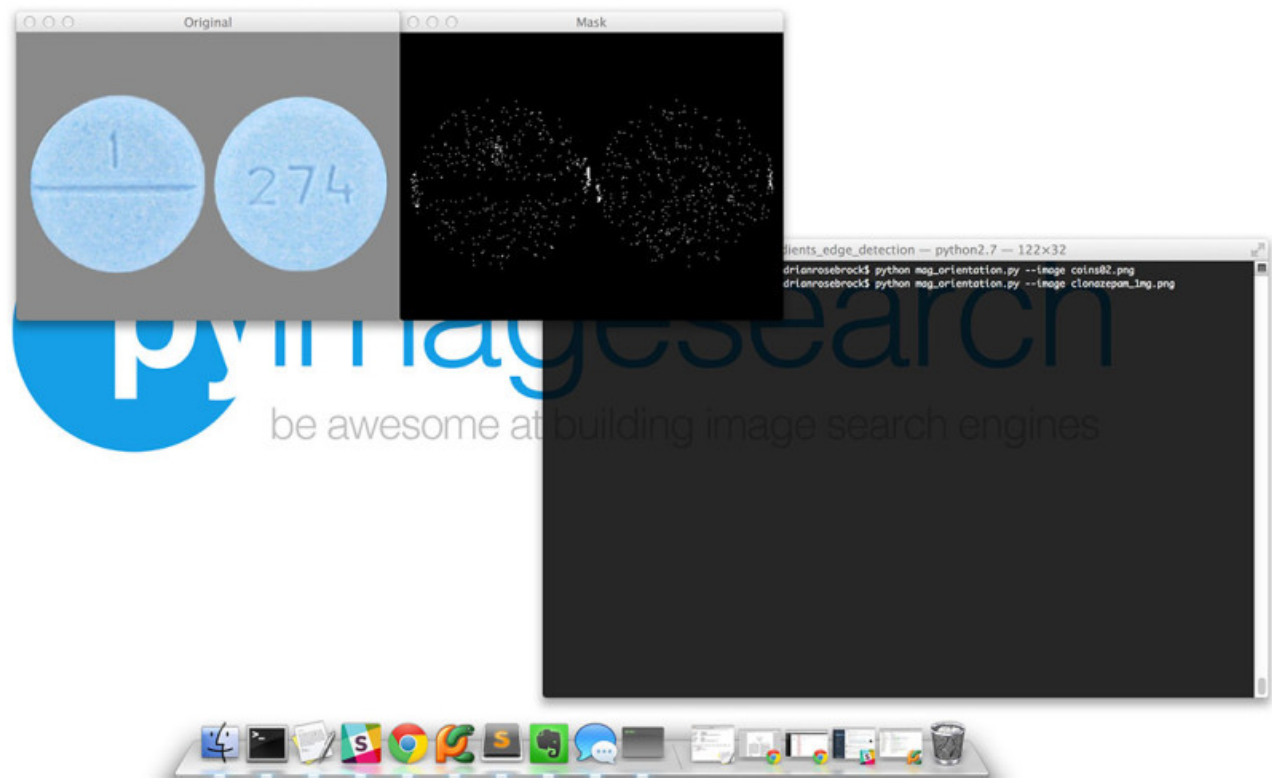 Original
Mask
1
274
dients_edge_detection — python2.7 — 122×32
drianrosebrock$ python mag_orientation.py --image coins02.png
drianrosebrock$ python mag_orientation.py --image clonazepam_1mg.png
pyimagesearch
be awesome at building image search engines
S
S